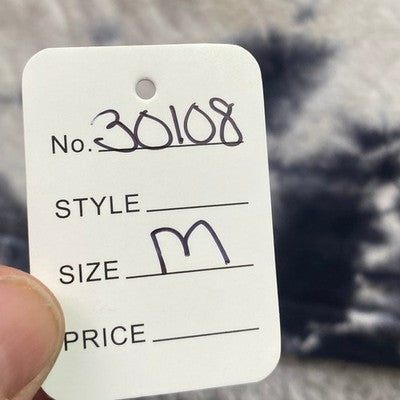 No. 30108
STYLE
SIZE M
PRICE